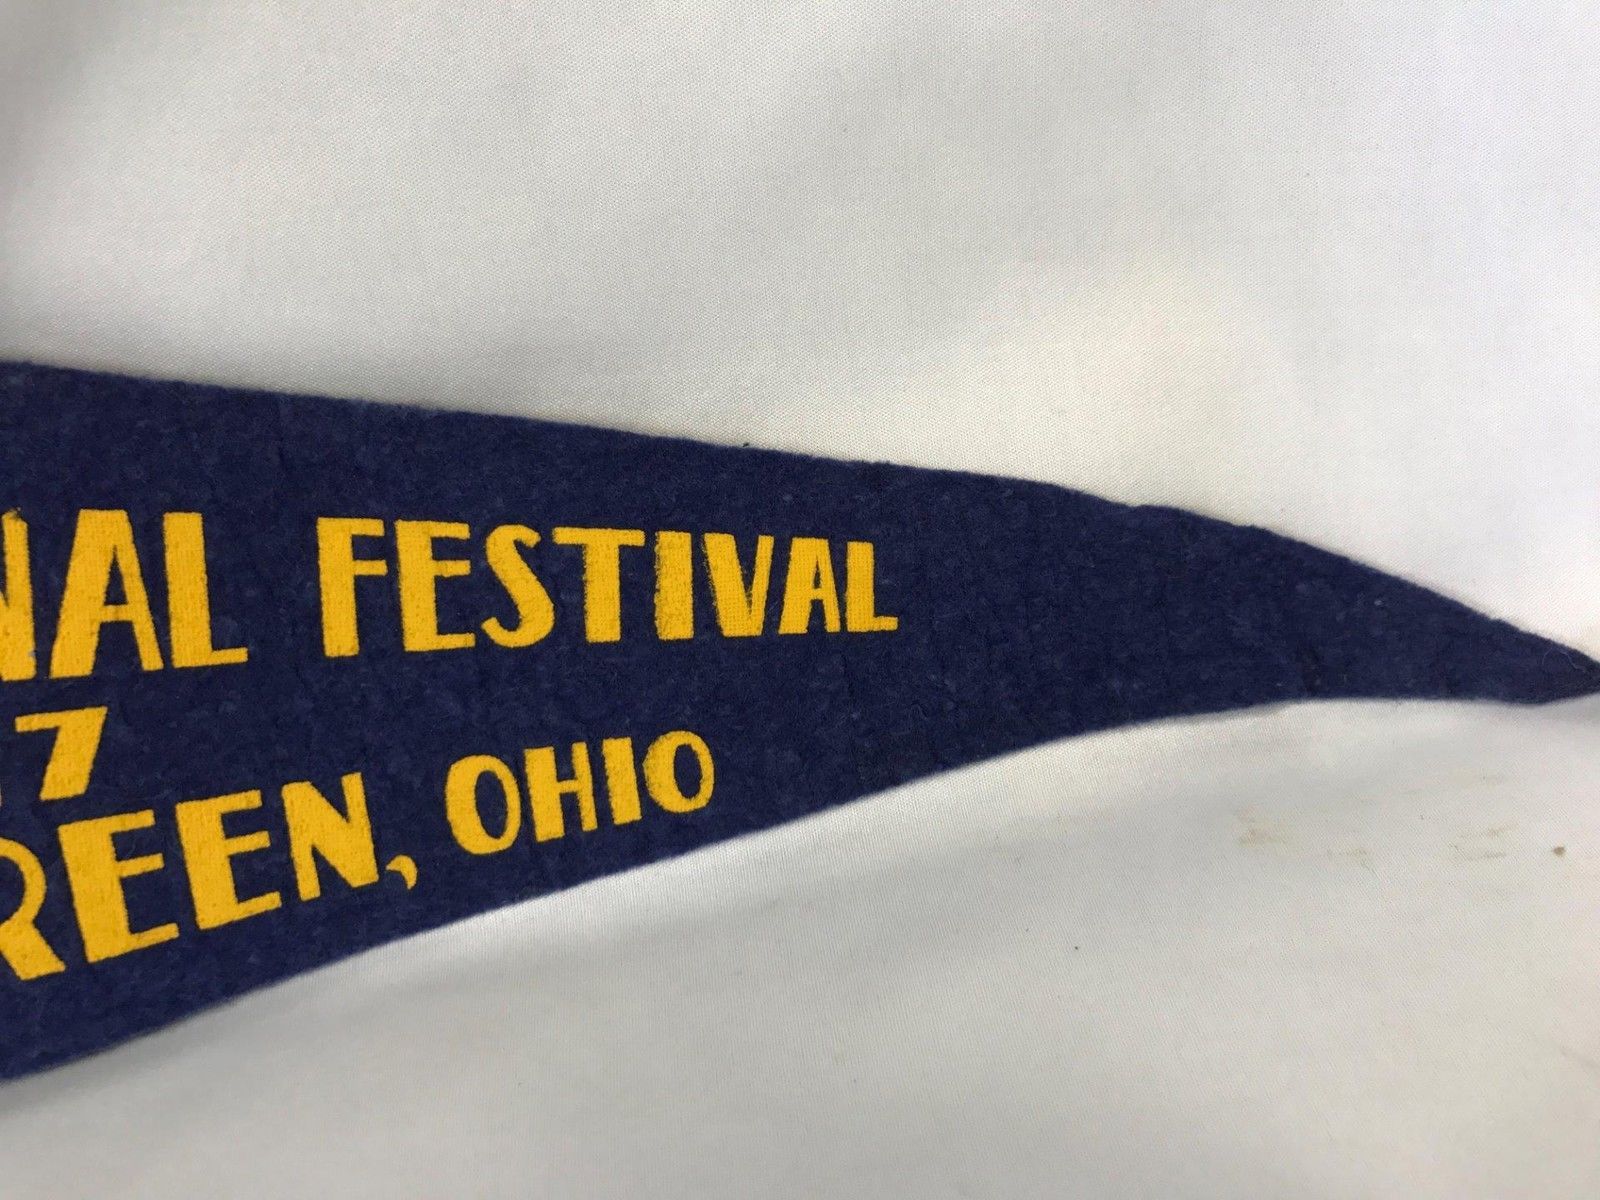 NAL FESTIVAL
7
REEN, OHIO